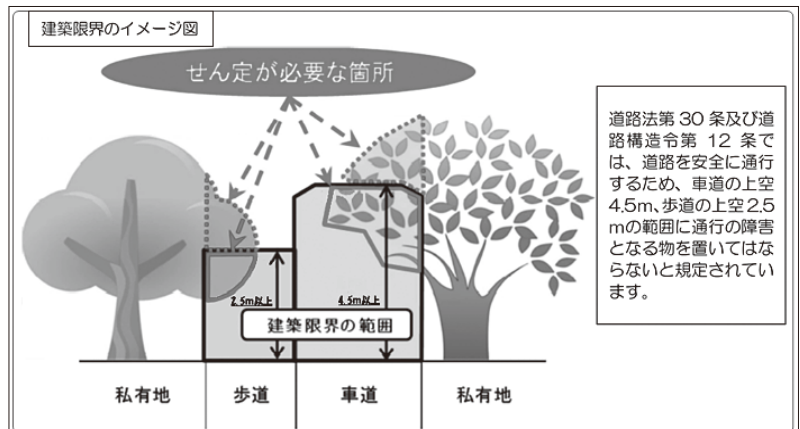 建築限界のイメージ図
せん定が必要な箇所
道路法第 30 条及び道
路構造令第 12 条で
は、道路を安全に通行
するため、車道の上空
4.5m、歩道の上空 2.5
mの範囲に通行の障害
となる物を置いてはな
らないと規定されてい
ます。
2.5m以上
4.5m以上
建築限界の範囲
私有地
歩道
車道
私有地